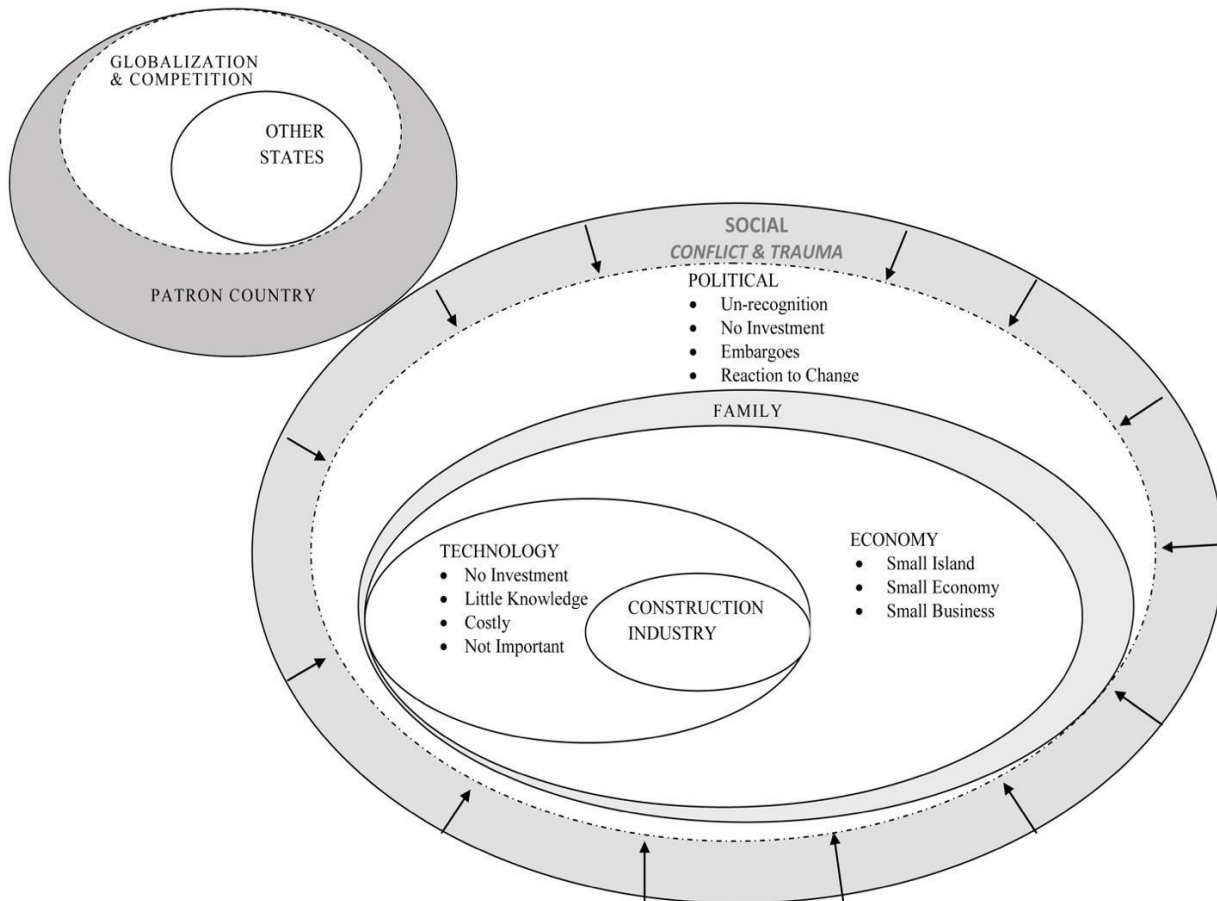 GLOBALIZATION
& COMPETITION
OTHER
STATES
PATRON COUNTRY
SOCIAL
CONFLICT & TRAUMA
POLITICAL
• Un-recognition
• No Investment
• Embargoes
• Reaction to Change
FAMILY
TECHNOLOGY
• No Investment
• Little Knowledge
• Costly
• Not Important
CONSTRUCTION
INDUSTRY
ECONOMY
• Small Island
• Small Economy
• Small Business